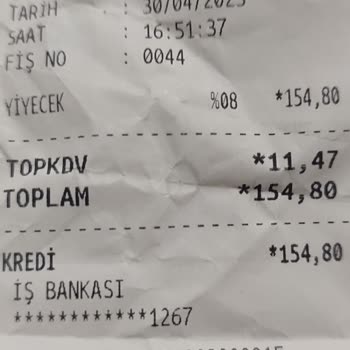 TARİH : 30/04/2023
SAAT : 16:51:37
FİŞ NO : 0044
YİYECEK %08 *154,80
TOPKDV *11,47
TOPLAM *154,80
KREDİ *154,80
İŞ BANKASI
************1267